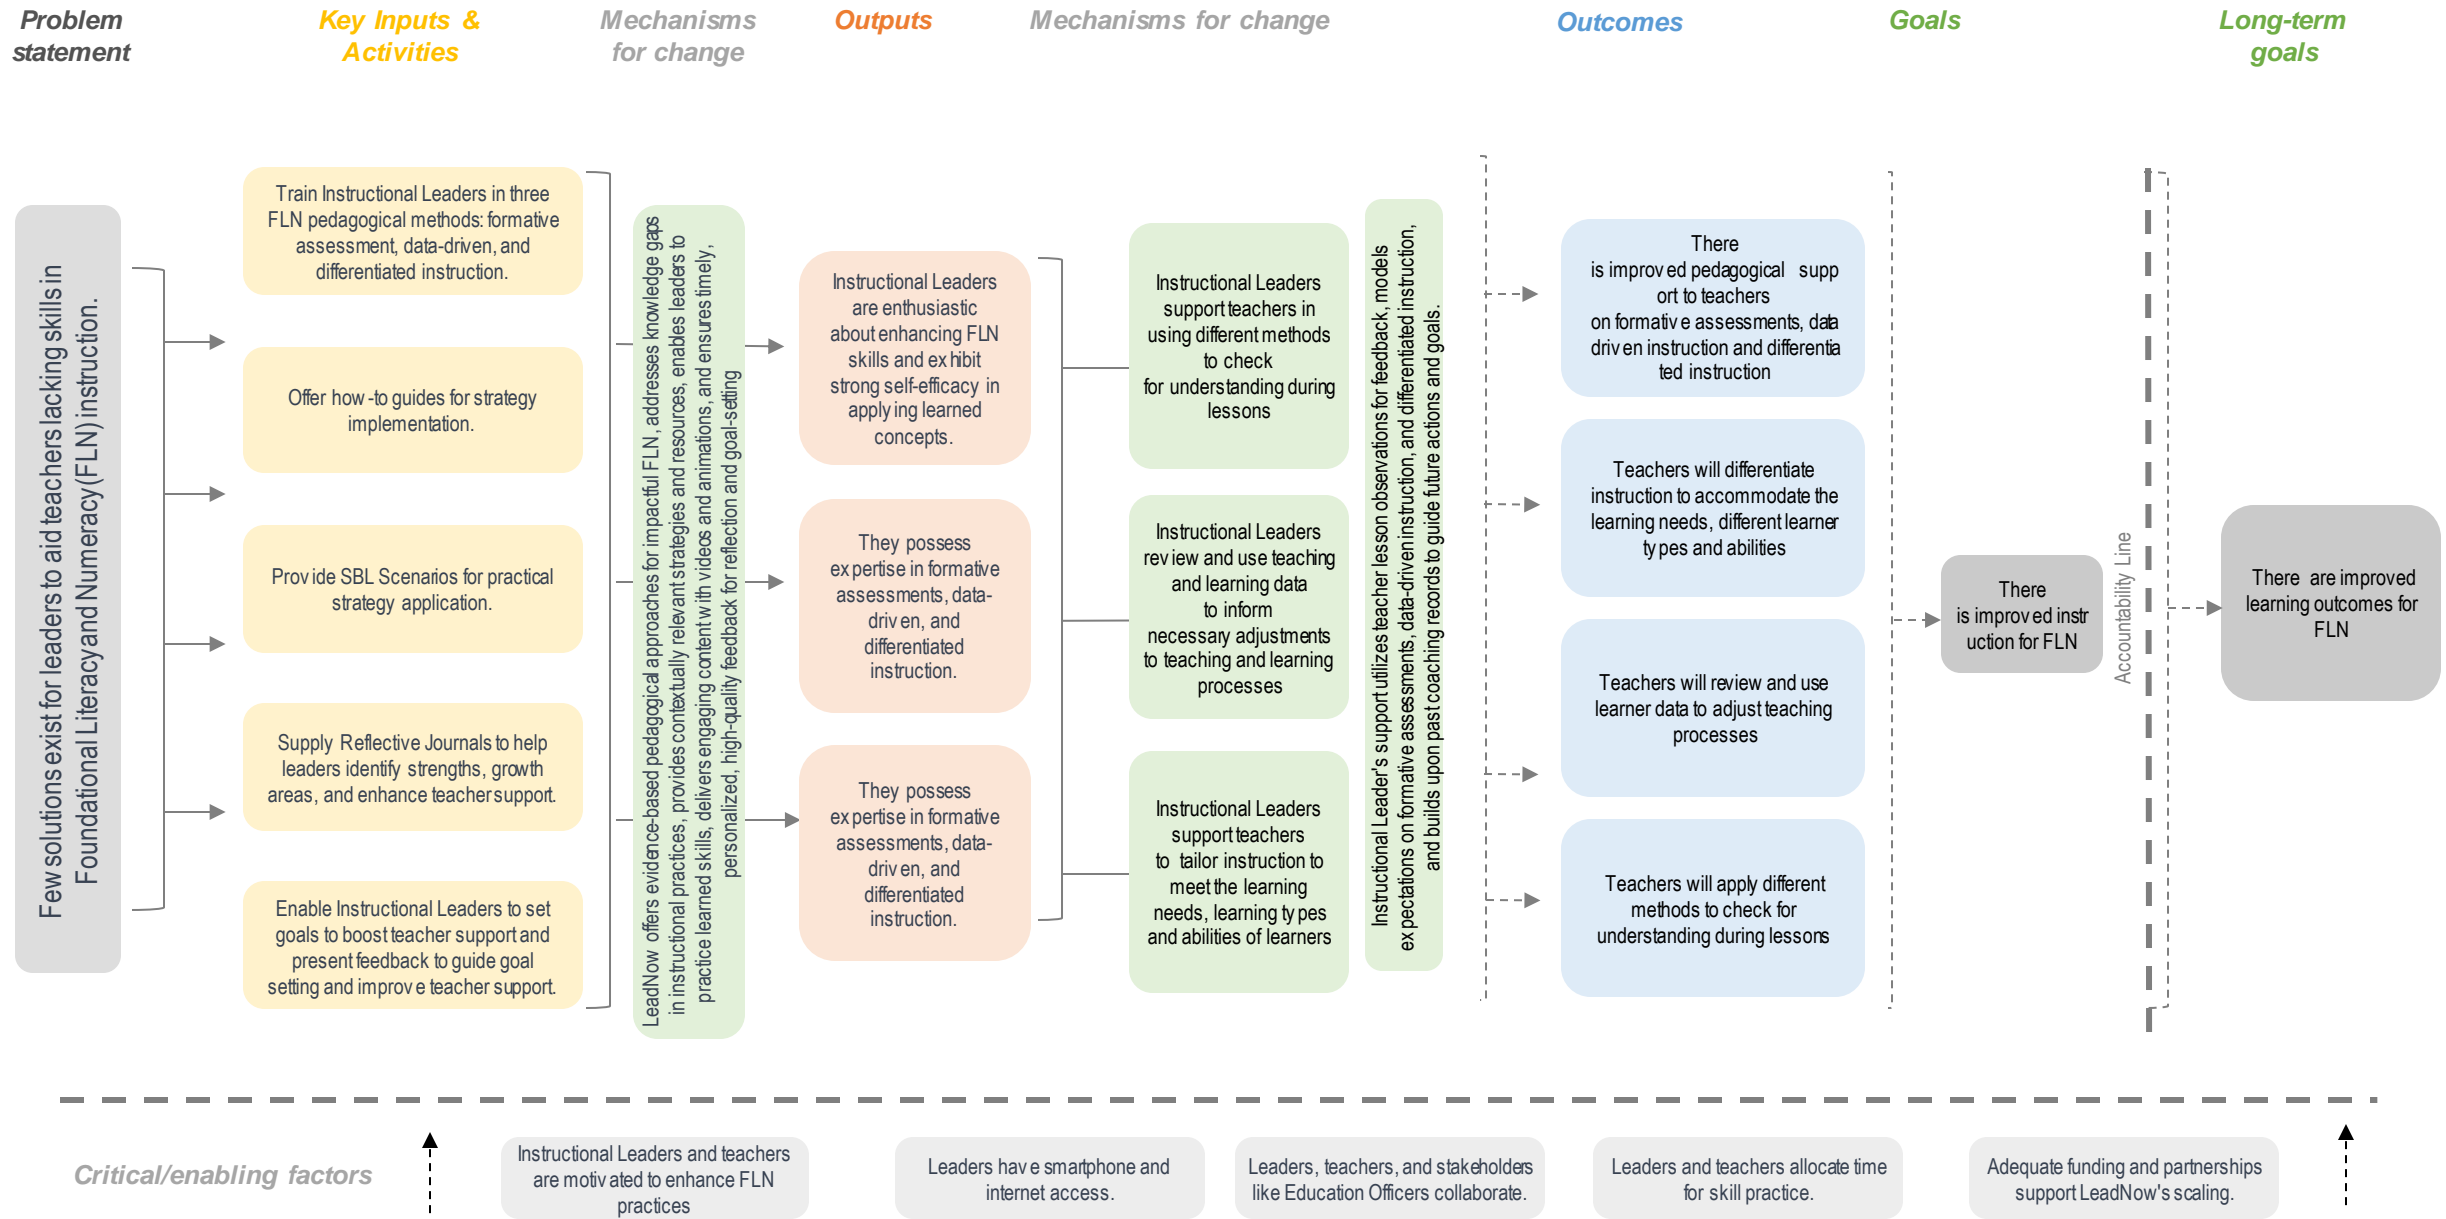 Problem
statement
Key Inputs &
Activities
Mechanisms
for change
Outputs
Mechanisms for change
Outcomes
Goals
Long-term
goals
Few solutions exist for leaders to aid teachers lacking skills in
Foundational Literacy and Numeracy (FLN) instruction.
Train Instructional Leaders in three
FLN pedagogical methods: formative
assessment, data-driven, and
differentiated instruction.
Offer how-to guides for strategy
implementation.
Provide SBL Scenarios for practical
strategy application.
Supply Reflective Journals to help
leaders identify strengths, growth
areas, and enhance teacher support.
Enable Instructional Leaders to set
goals to boost teacher support and
present feedback to guide goal
setting and improve teacher support.
LeadNow offers evidence-based pedagogical approaches for impactful FLN, addresses knowledge gaps
in instructional practices, provides contextually relevant strategies and resources, enables leaders to
practice learned skills, delivers engaging content with videos and animations, and ensures timely,
personalized, high-quality feedback for reflection and goal-setting
Instructional Leaders
are enthusiastic
about enhancing FLN
skills and exhibit
strong self-efficacy in
applying learned
concepts.
They possess
expertise in formative
assessments, data-
driven, and
differentiated
instruction.
They possess
expertise in formative
assessments, data-
driven, and
differentiated
instruction.
Instructional Leaders
support teachers in
using different methods
to check
for understanding during
lessons
Instructional Leaders
review and use teaching
and learning data
to inform
necessary adjustments
to teaching and learning
processes
Instructional Leaders
support teachers
to tailor instruction to
meet the learning
needs, learning types
and abilities of learners
Instructional Leader's support utilizes teacher lesson observations for feedback, models
expectations on formative assessments, data-driven instruction, and differentiated instruction,
and builds upon past coaching records to guide future actions and goals.
There
is improved pedagogical supp
ort to teachers
on formative assessments, data
driven instruction and differentia
ted instruction
Teachers will differentiate
instruction to accommodate the
learning needs, different learner
types and abilities
Teachers will review and use
learner data to adjust teaching
processes
Teachers will apply different
methods to check for
understanding during lessons
There
is improved instr
uction for FLN
Accountability Line
There are improved
learning outcomes for
FLN
Critical/enabling factors
Instructional Leaders and teachers
are motivated to enhance FLN
practices
Leaders have smartphone and
internet access.
Leaders, teachers, and stakeholders
like Education Officers collaborate.
Leaders and teachers allocate time
for skill practice.
Adequate funding and partnerships
support LeadNow's scaling.